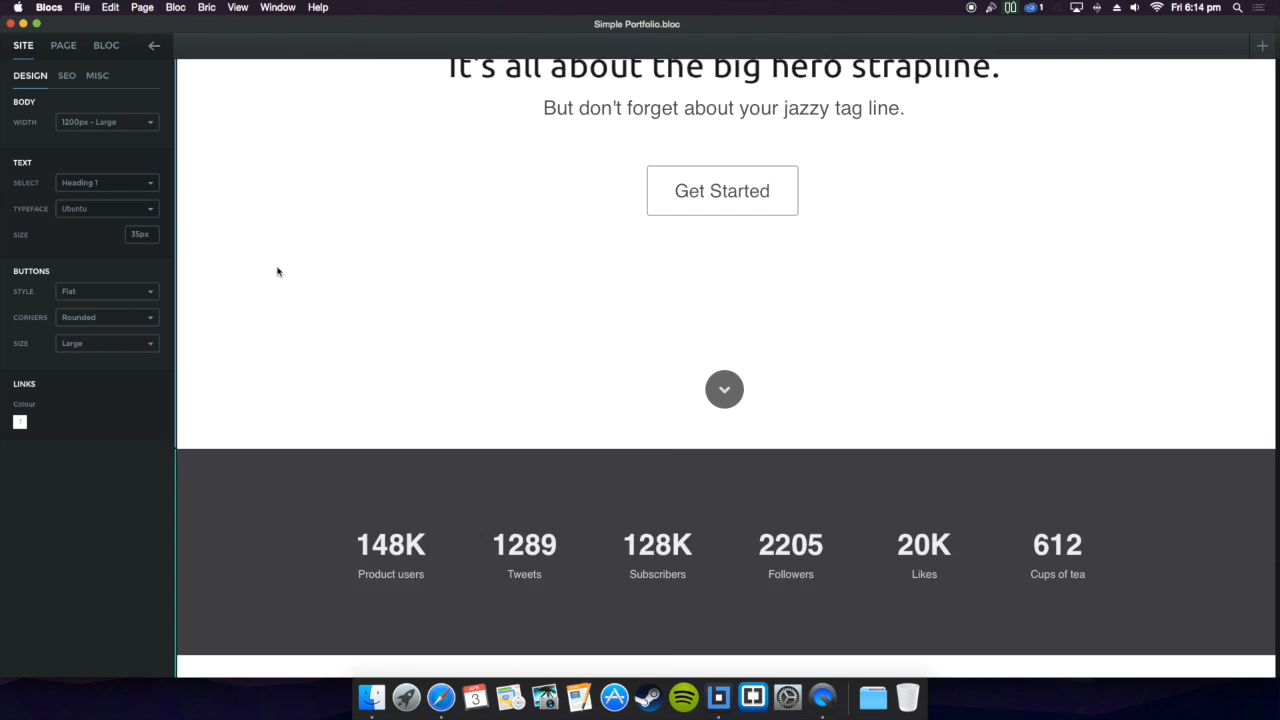 Blocs File Edit Page Bloc Bric View Window Help
1 Fri 6:14 pm
Simple Portfolio.bloc
SITE PAGE BLOC
DESIGN SEO MISC
BODY
WIDTH 1200px - Large
TEXT
SELECT Heading 1
TYPEFACE Ubuntu
SIZE 35px
BUTTONS
STYLE Flat
CORNERS Rounded
SIZE Large
LINKS
Colour
It's all about the big hero strapline.
But don't forget about your jazzy tag line.
Get Started
148K 1289 128K 2205 20K 612
Product users Tweets Subscribers Followers Likes Cups of tea
APR
3